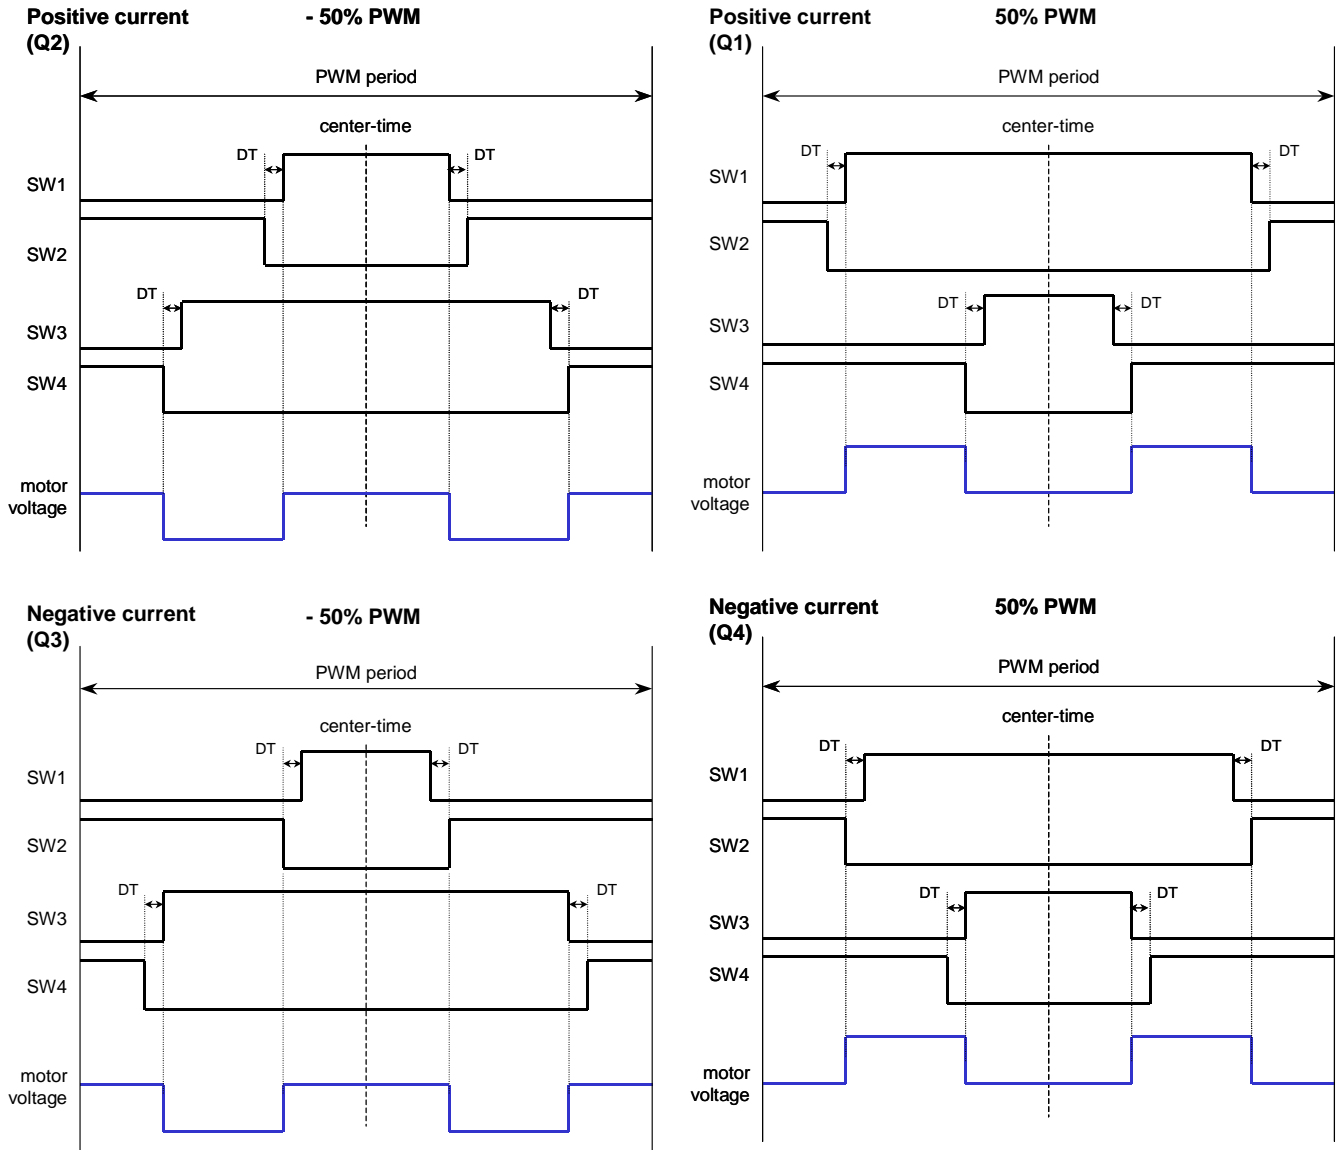 Positive current
(Q2)
- 50% PWM
PWM period
center-time
DT
DT
SW1
SW2
DT
DT
SW3
SW4
motor
voltage
Positive current
(Q1)
50% PWM
PWM period
center-time
DT
DT
SW1
SW2
DT
DT
SW3
SW4
motor
voltage
Negative current
(Q3)
- 50% PWM
PWM period
center-time
DT
DT
SW1
SW2
DT
DT
SW3
SW4
motor
voltage
Negative current
(Q4)
50% PWM
PWM period
center-time
DT
DT
SW1
SW2
DT
DT
SW3
SW4
motor
voltage